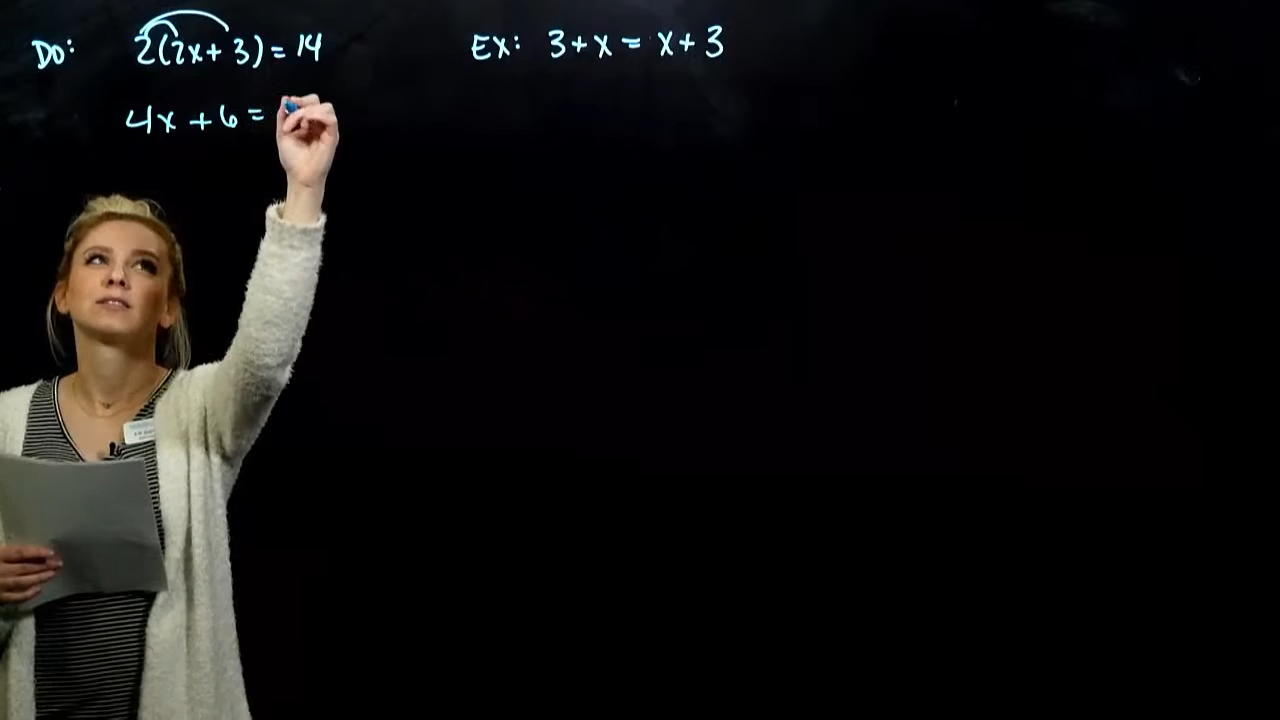 DO: 2(2x + 3) = 14
4x + 6 =
EX: 3 + x = x + 3